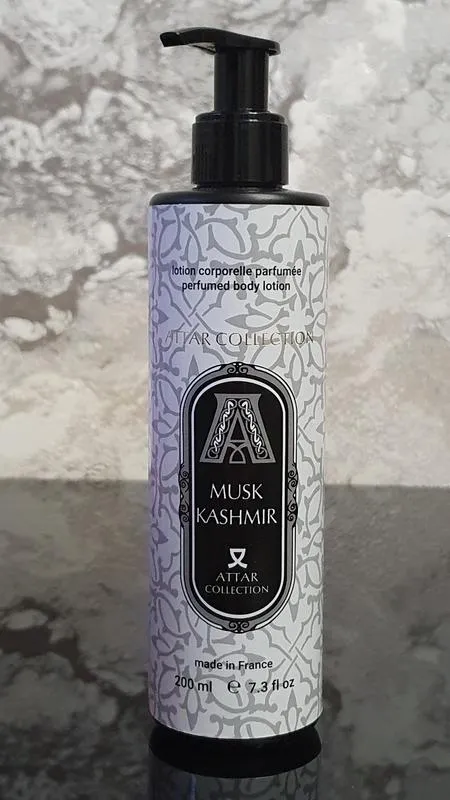 lotion corporelle parfumée
perfumed body lotion
ATTAR COLLECTION
A
MUSK
KASHMIR
ATTAR
COLLECTION
made in France
200 ml ℮ 7.3 fl oz